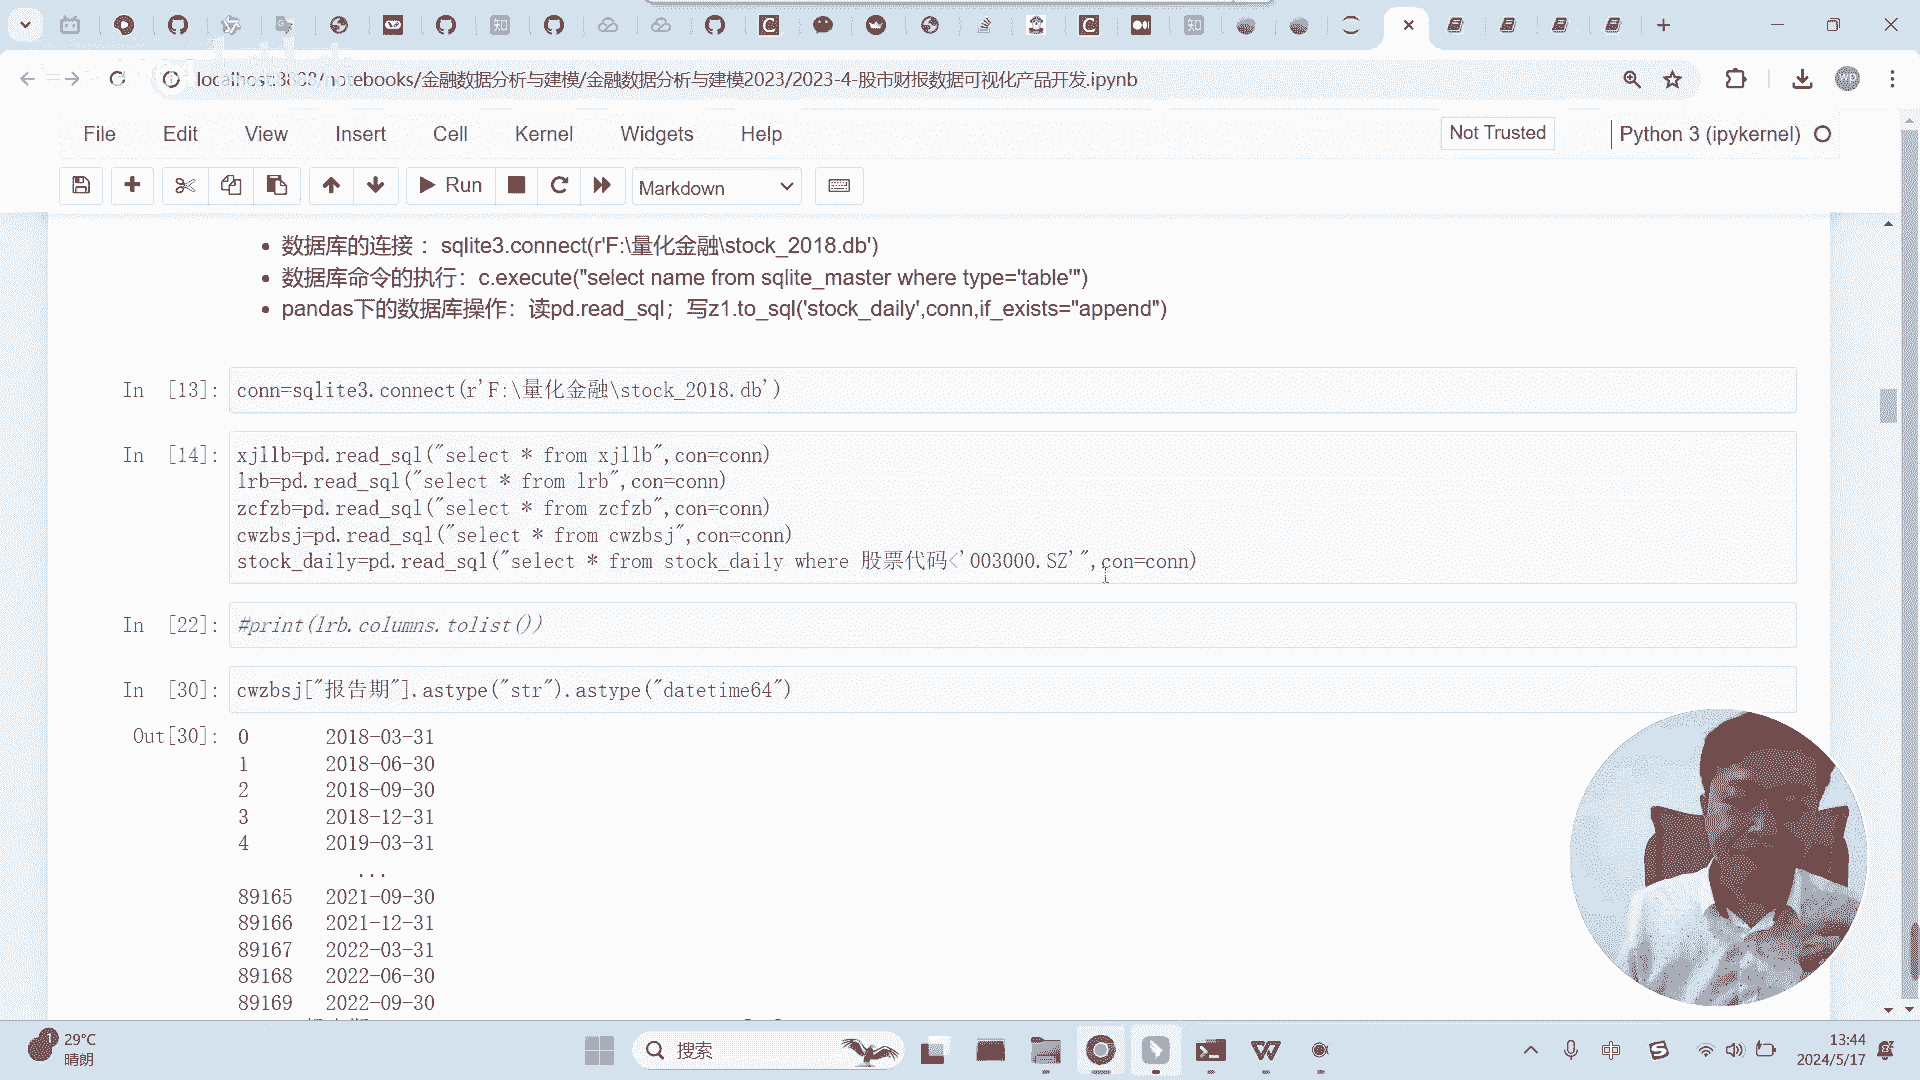 localhost:8888/notebooks/金融数据分析与建模/金融数据分析与建模2023/2023-4-股市财报数据可视化产品开发.ipynb
wp
File Edit View Insert Cell Kernel Widgets Help
Not Trusted
Python 3 (ipykernel)
Run
Markdown
数据库的连接： sqlite3.connect(r'F:\量化金融\stock_2018.db')
数据库命令的执行：c.execute("select name from sqlite_master where type='table'")
pandas下的数据库操作：读pd.read_sql；写z1.to_sql('stock_daily',conn,if_exists="append")
In [13]: conn=sqlite3.connect(r'F:\量化金融\stock_2018.db')
In [14]: xjllb=pd.read_sql("select * from xjllb",con=conn)
lrb=pd.read_sql("select * from lrb",con=conn)
zcfzb=pd.read_sql("select * from zcfzb",con=conn)
cwzbsj=pd.read_sql("select * from cwzbsj",con=conn)
stock_daily=pd.read_sql("select * from stock_daily where 股票代码<'003000.SZ'",con=conn)
In [22]: #print(lrb.columns.tolist())
In [30]: cwzbsj["报告期"].astype("str").astype("datetime64")
Out[30]: 0 2018-03-31
1 2018-06-30
2 2018-09-30
3 2018-12-31
4 2019-03-31
...
89165 2021-09-30
89166 2021-12-31
89167 2022-03-31
89168 2022-06-30
89169 2022-09-30
1
29°C
晴朗
搜索
中
13:44
2024/5/17